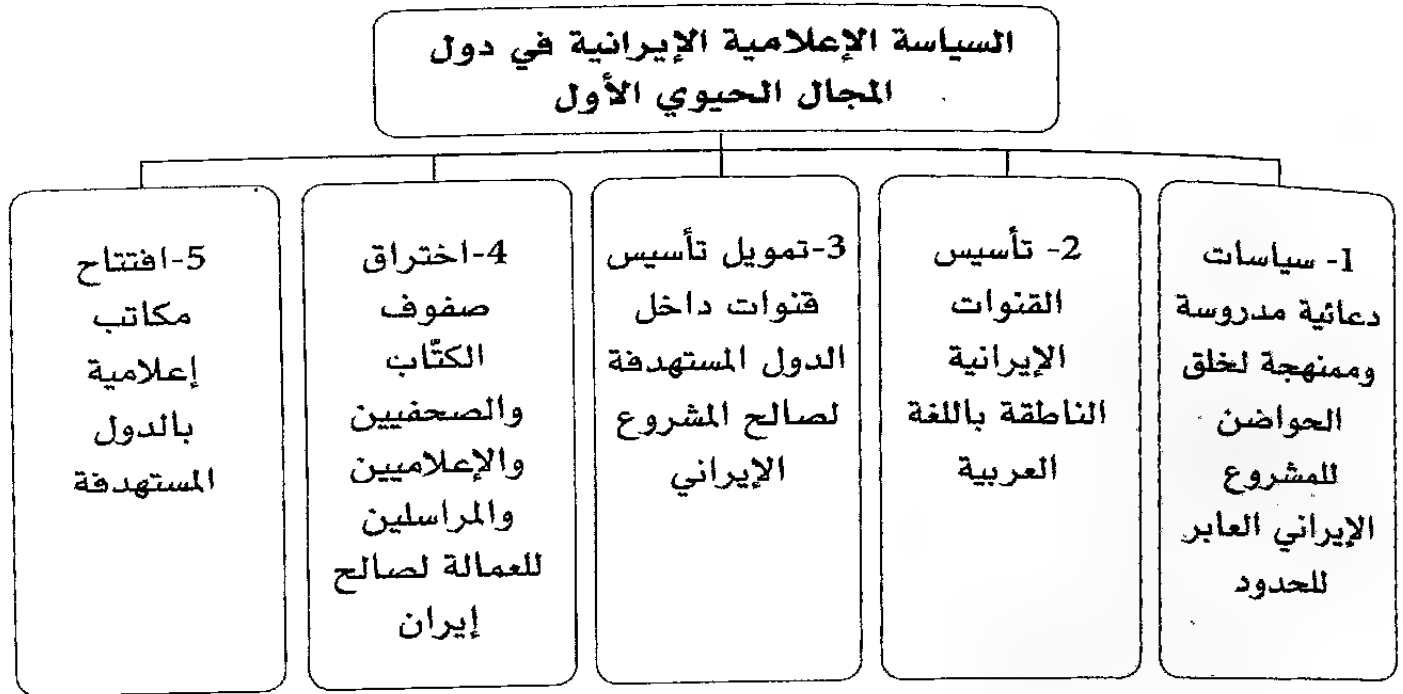 السياسة الإعلامية الإيرانية في دول
المجال الحيوي الأول
1- سياسات
دعائية مدروسة
وممنهجة لخلق
الحواضن
للمشروع
الإيراني العابر
للحدود
2- تأسيس
القنوات
الإيرانية
الناطقة باللغة
العربية
3-تمويل تأسيس
قنوات داخل
الدول المستهدفة
لصالح المشروع
الإيراني
4-اختراق
صفوف
الكتّاب
والصحفيين
والإعلاميين
والمراسلين
للعمالة لصالح
إيران
5-افتتاح
مكاتب
إعلامية
بالدول
المستهدفة